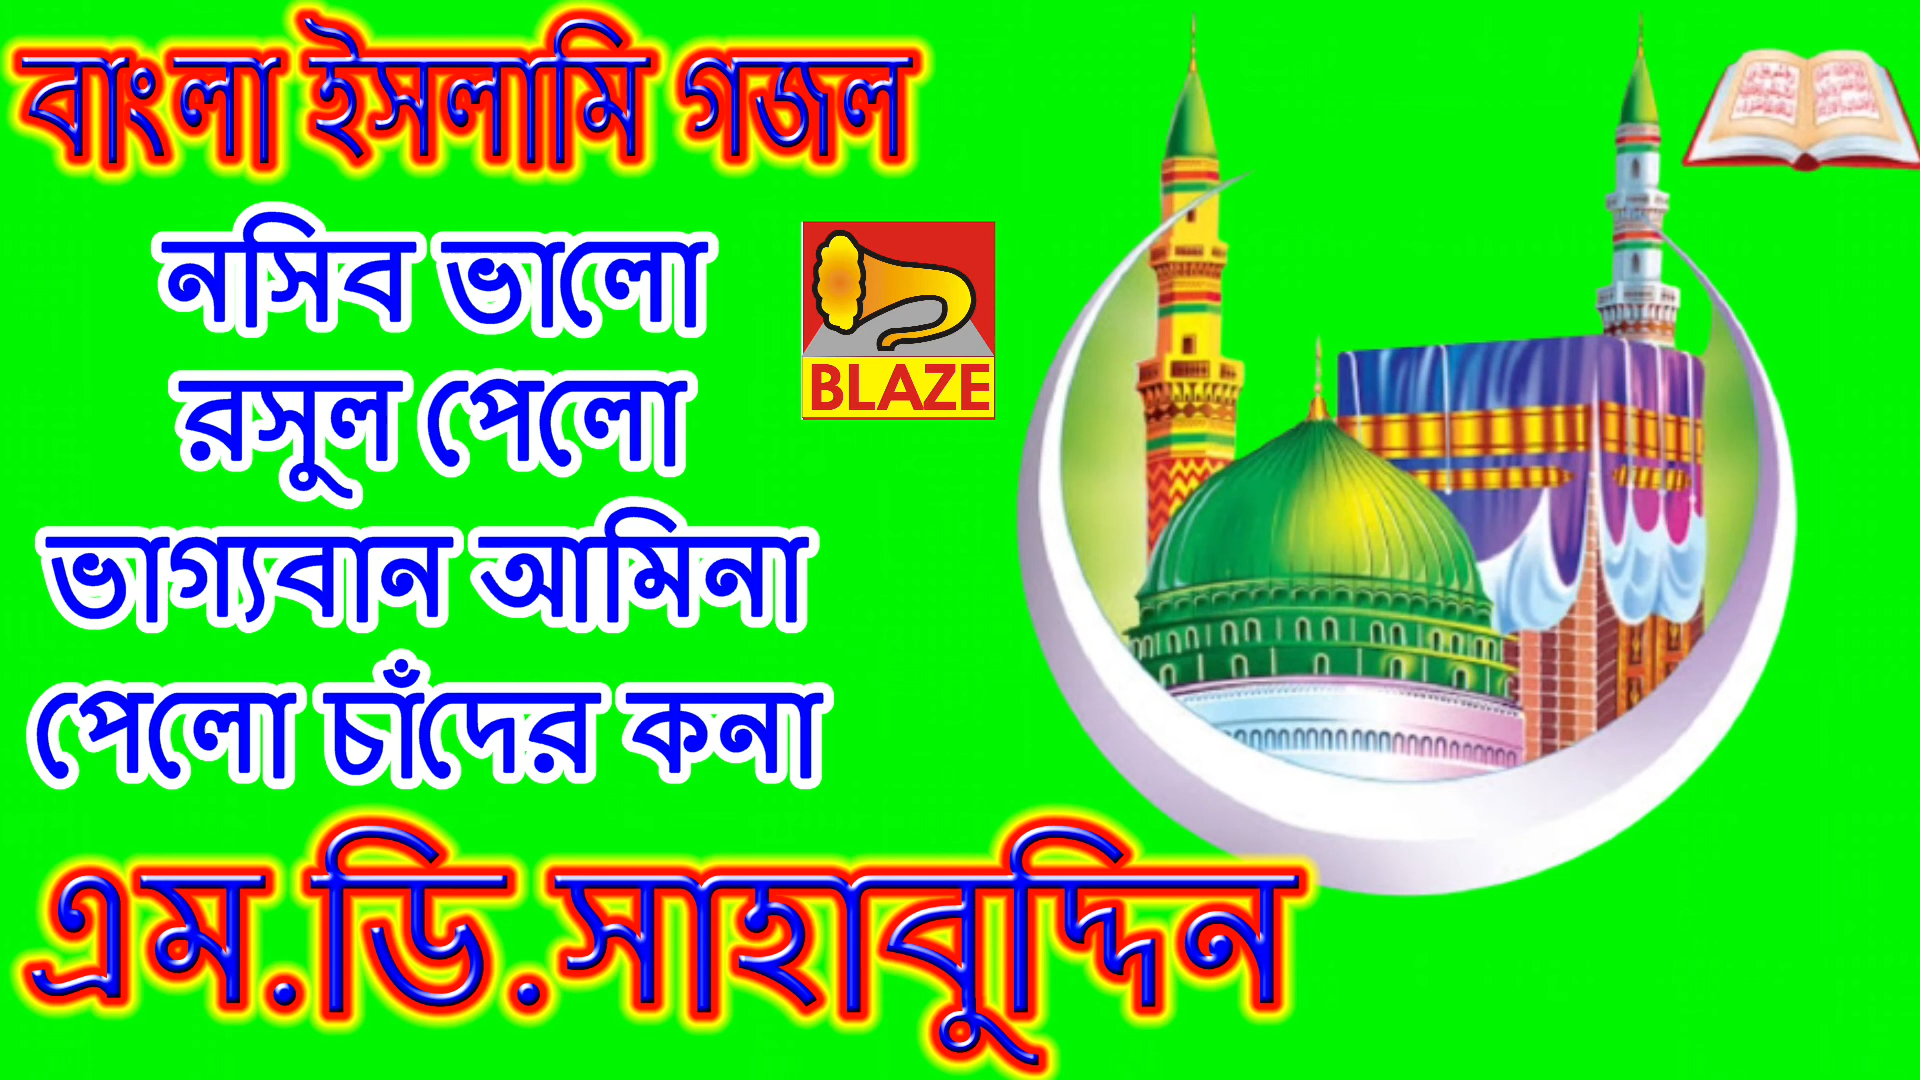 বাংলা ইসলামি গজল
নসিব ভালো
রসুল পেলো
ভাগ্যবান আমিনা
পেলো চাঁদের কনা
BLAZE
এম.ডি.সাহাবুদ্দিন